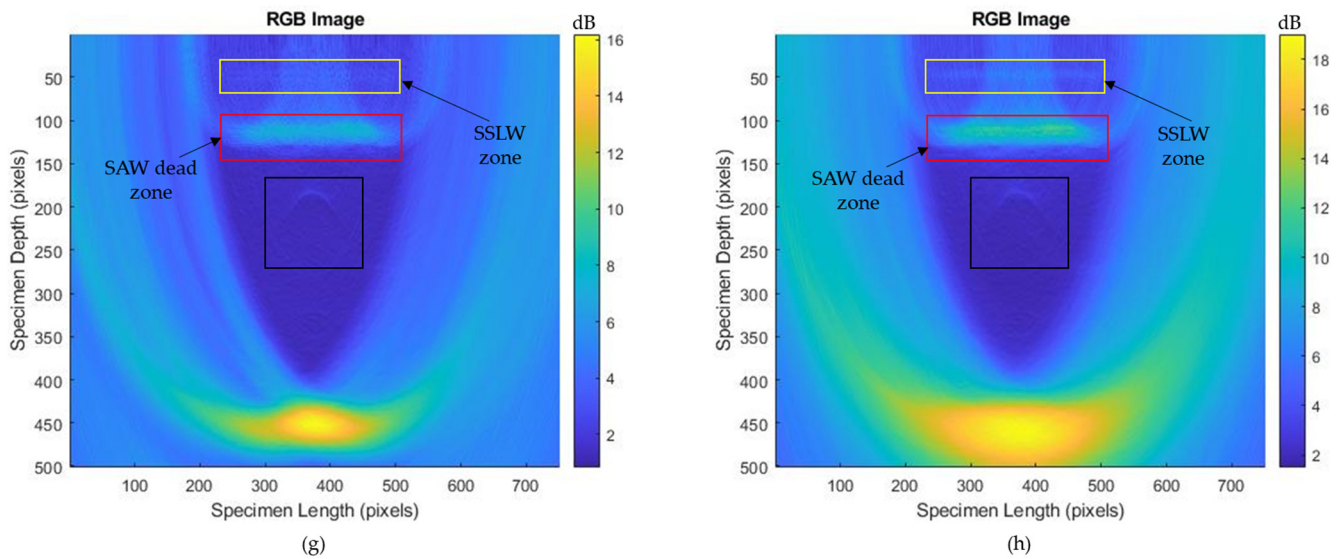 RGB Image
dB
16
14
12
10
8
6
4
2
50
100
150
200
250
300
350
400
450
500
Specimen Depth (pixels)
SSLW
zone
SAW dead
zone
100 200 300 400 500 600 700
Specimen Length (pixels)
(g)
RGB Image
dB
18
16
14
12
10
8
6
4
2
50
100
150
200
250
300
350
400
450
500
Specimen Depth (pixels)
SSLW
zone
SAW dead
zone
100 200 300 400 500 600 700
Specimen Length (pixels)
(h)